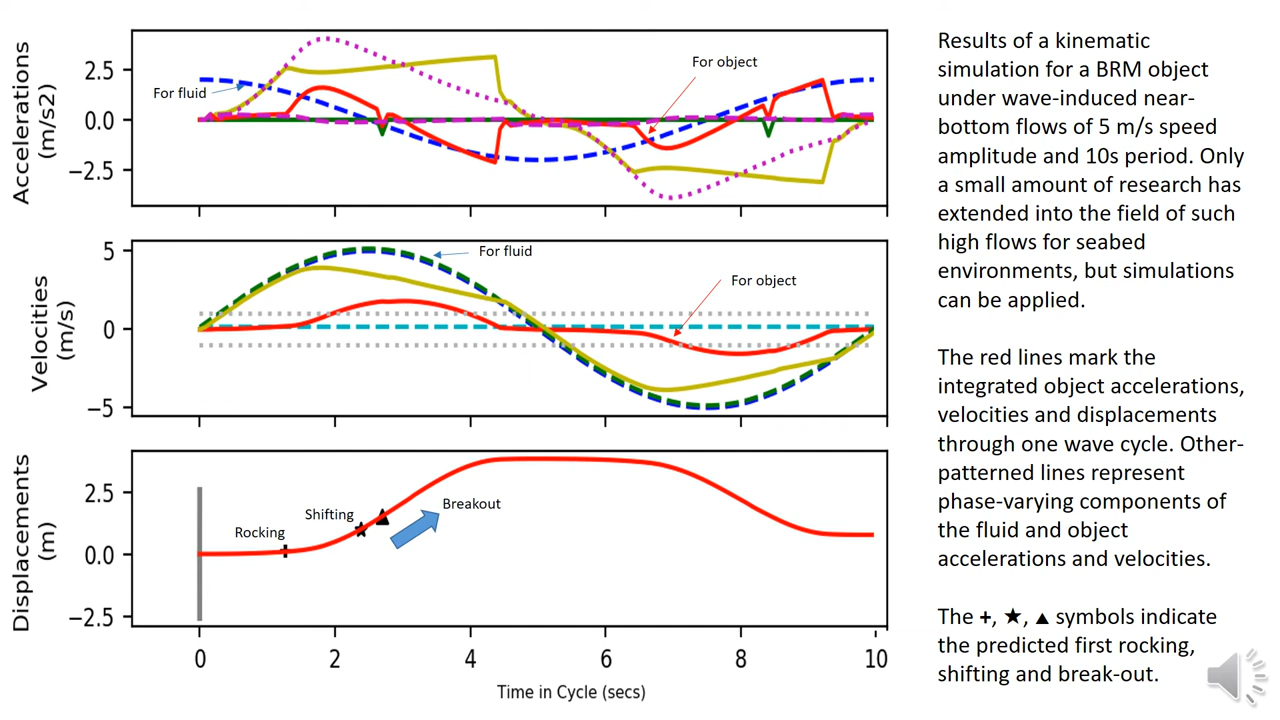 Accelerations
(m/s2)
2.5
0.0
−2.5
For fluid
For object
Velocities
(m/s)
5
0
−5
For fluid
For object
Displacements
(m)
2.5
0.0
−2.5
Rocking
Shifting
Breakout
0 2 4 6 8 10
Time in Cycle (secs)
Results of a kinematic
simulation for a BRM object
under wave-induced near-
bottom flows of 5 m/s speed
amplitude and 10s period. Only
a small amount of research has
extended into the field of such
high flows for seabed
environments, but simulations
can be applied.
The red lines mark the
integrated object accelerations,
velocities and displacements
through one wave cycle. Other-
patterned lines represent
phase-varying components of
the fluid and object
accelerations and velocities.
The +, ★, ▲ symbols indicate
the predicted first rocking,
shifting and break-out.